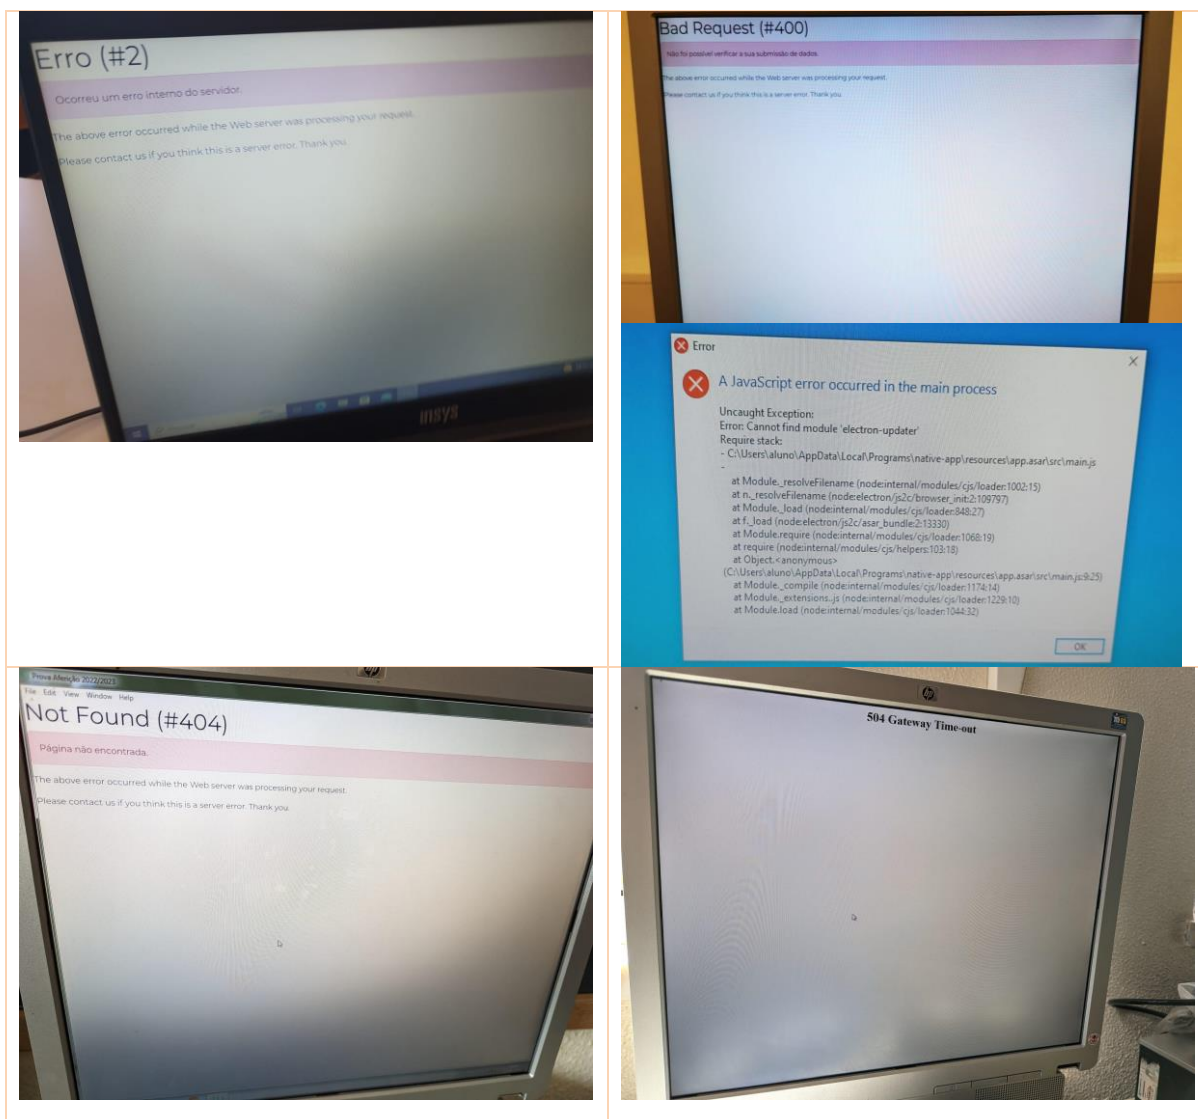 Erro (#2)
Ocorreu um erro interno do servidor.
The above error occurred while the Web server was processing your request.
Please contact us if you think this is a server error. Thank you.
insys
Bad Request (#400)
Não foi possível verificar a sua submissão de dados.
The above error occurred while the Web server was processing your request.
Please contact us if you think this is a server error. Thank you.
Error
A JavaScript error occurred in the main process
Uncaught Exception:
Error: Cannot find module 'electron-updater'
Require stack:
- C:\Users\aluno\AppData\Local\Programs\native-app\resources\app.asar\src\main.js
-
at Module._resolveFilename (node:internal/modules/cjs/loader:1002:15)
at n._resolveFilename (node:electron/js2c/browser_init:2:109797)
at Module._load (node:internal/modules/cjs/loader:848:27)
at f._load (node:electron/js2c/asar_bundle:2:13330)
at Module.require (node:internal/modules/cjs/loader:1068:19)
at require (node:internal/modules/cjs/helpers:103:18)
at Object.<anonymous>
(C:\Users\aluno\AppData\Local\Programs\native-app\resources\app.asar\src\main.js:9:25)
at Module._compile (node:internal/modules/cjs/loader:1174:14)
at Module._extensions..js (node:internal/modules/cjs/loader:1229:10)
at Module.load (node:internal/modules/cjs/loader:1044:32)
OK
hp
Prova Aferição 2022/2023
File Edit View Window Help
Not Found (#404)
Página não encontrada.
The above error occurred while the Web server was processing your request.
Please contact us if you think this is a server error. Thank you.
hp
504 Gateway Time-out